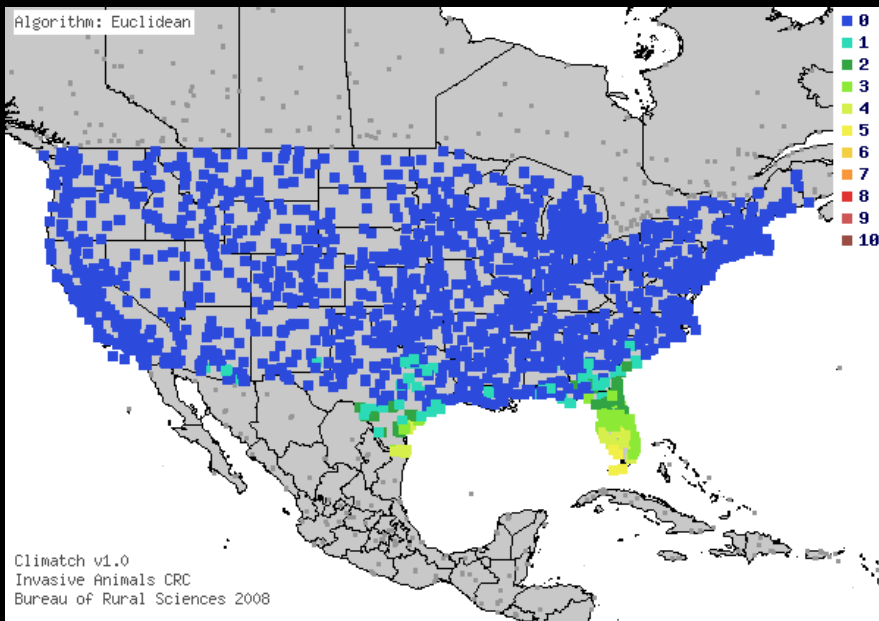 Algorithm: Euclidean
0
1
2
3
4
5
6
7
8
9
10
Climatch v1.0
Invasive Animals CRC
Bureau of Rural Sciences 2008